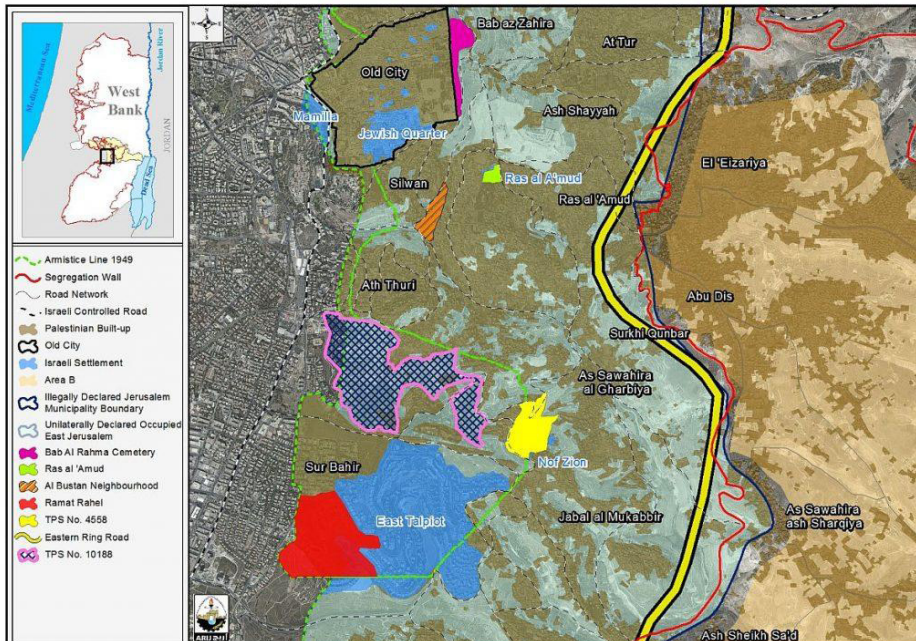 Mediterranean Sea
West
Bank
Jordan River
JORDAN
Dead Sea
Armistice Line 1949
Segregation Wall
Road Network
Israeli Controlled Road
Palestinian Built-up
Old City
Israeli Settlement
Area B
Illegally Declared Jerusalem
Municipality Boundary
Unilaterally Declared Occupied
East Jerusalem
Bab Al Rahma Cemetery
Ras al 'Amud
Al Bustan Neighbourhood
Ramat Rahel
TPS No. 4558
Eastern Ring Road
TPS No. 10188
Bab az Zahira
At Tur
Old City
Mamilla
Jewish Quarter
Ash Shayyah
El 'Eizariya
Silwan
Ras al A'mud
Ras al 'Amud
Ath Thuri
Abu Dis
Surkhi Qunbar
As Sawahira
al Gharbiya
Nof Zion
Sur Bahir
East Talpiot
Jabal al Mukabbir
As Sawahira
ash Sharqiya
Ash Sheikh Sa'd